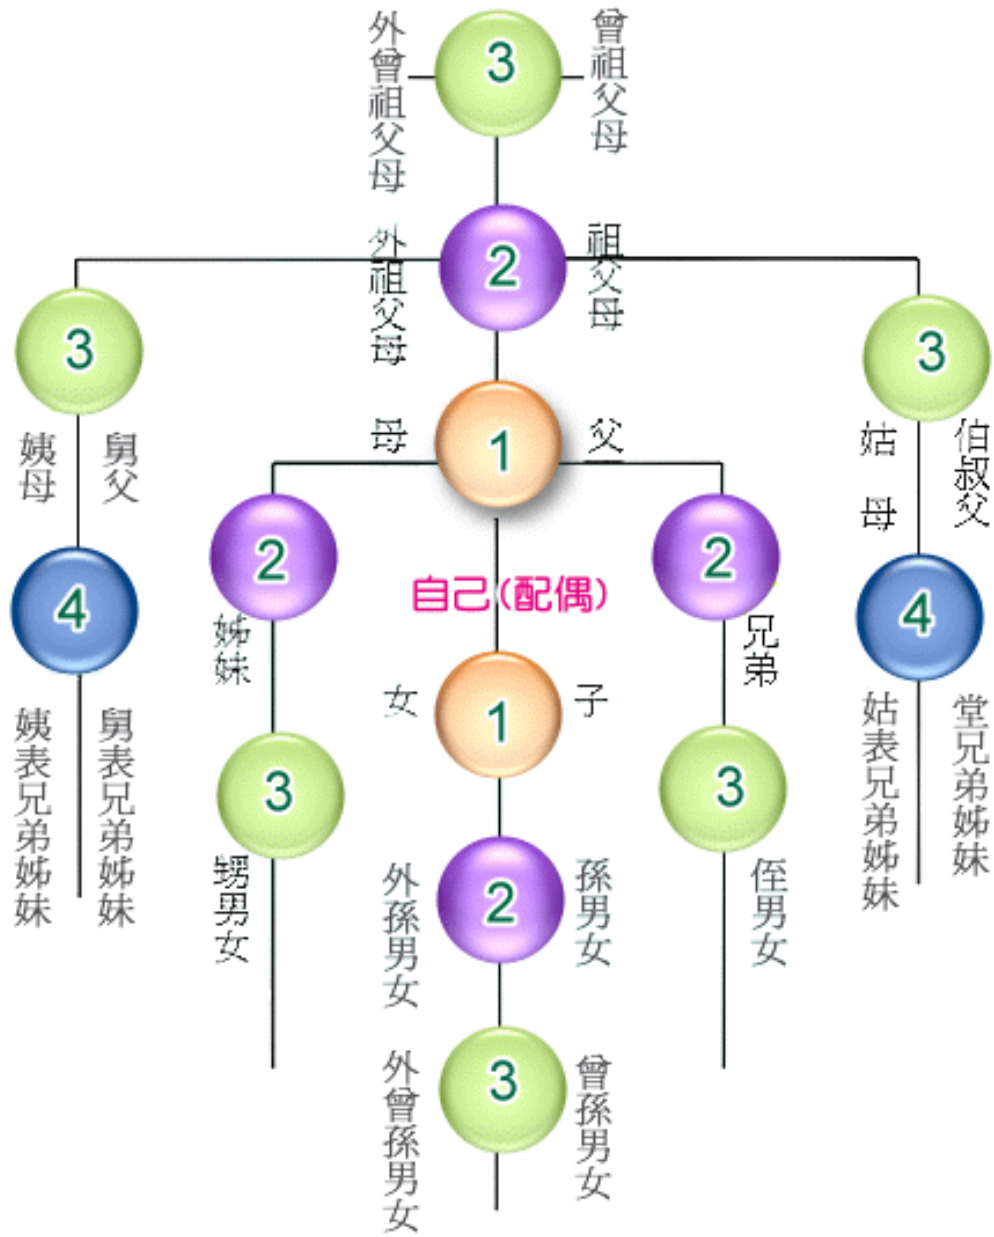 外曾祖父母
3
曾祖父母
外祖父母
2
祖父母
3
3
母
1
父
姨母
舅父
姑母
伯叔父
2
2
自己(配偶)
4
4
姊妹
兄弟
女
1
子
姨表兄弟姊妹
舅表兄弟姊妹
姑表兄弟姊妹
堂兄弟姊妹
3
3
甥男女
外孫男女
2
孫男女
侄男女
外曾孫男女
3
曾孫男女